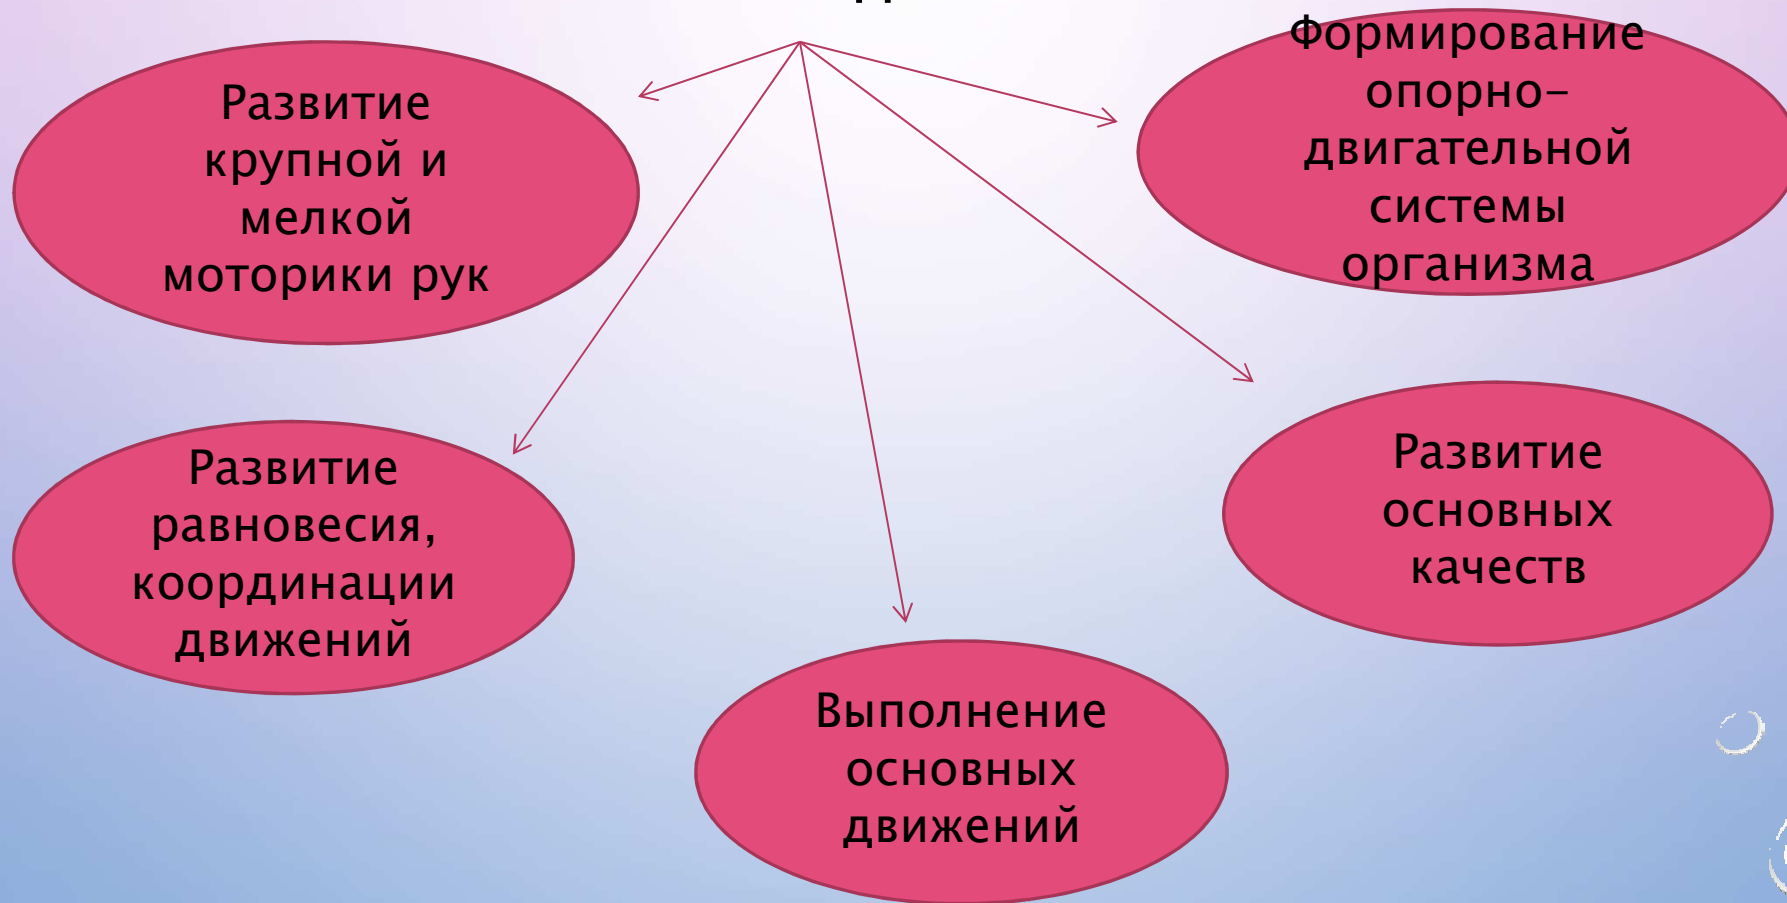 Развитие
крупной и
мелкой
моторики рук
Формирование
опорно-
двигательной
системы
организма
Развитие
равновесия,
координации
движений
Развитие
основных
качеств
Выполнение
основных
движений